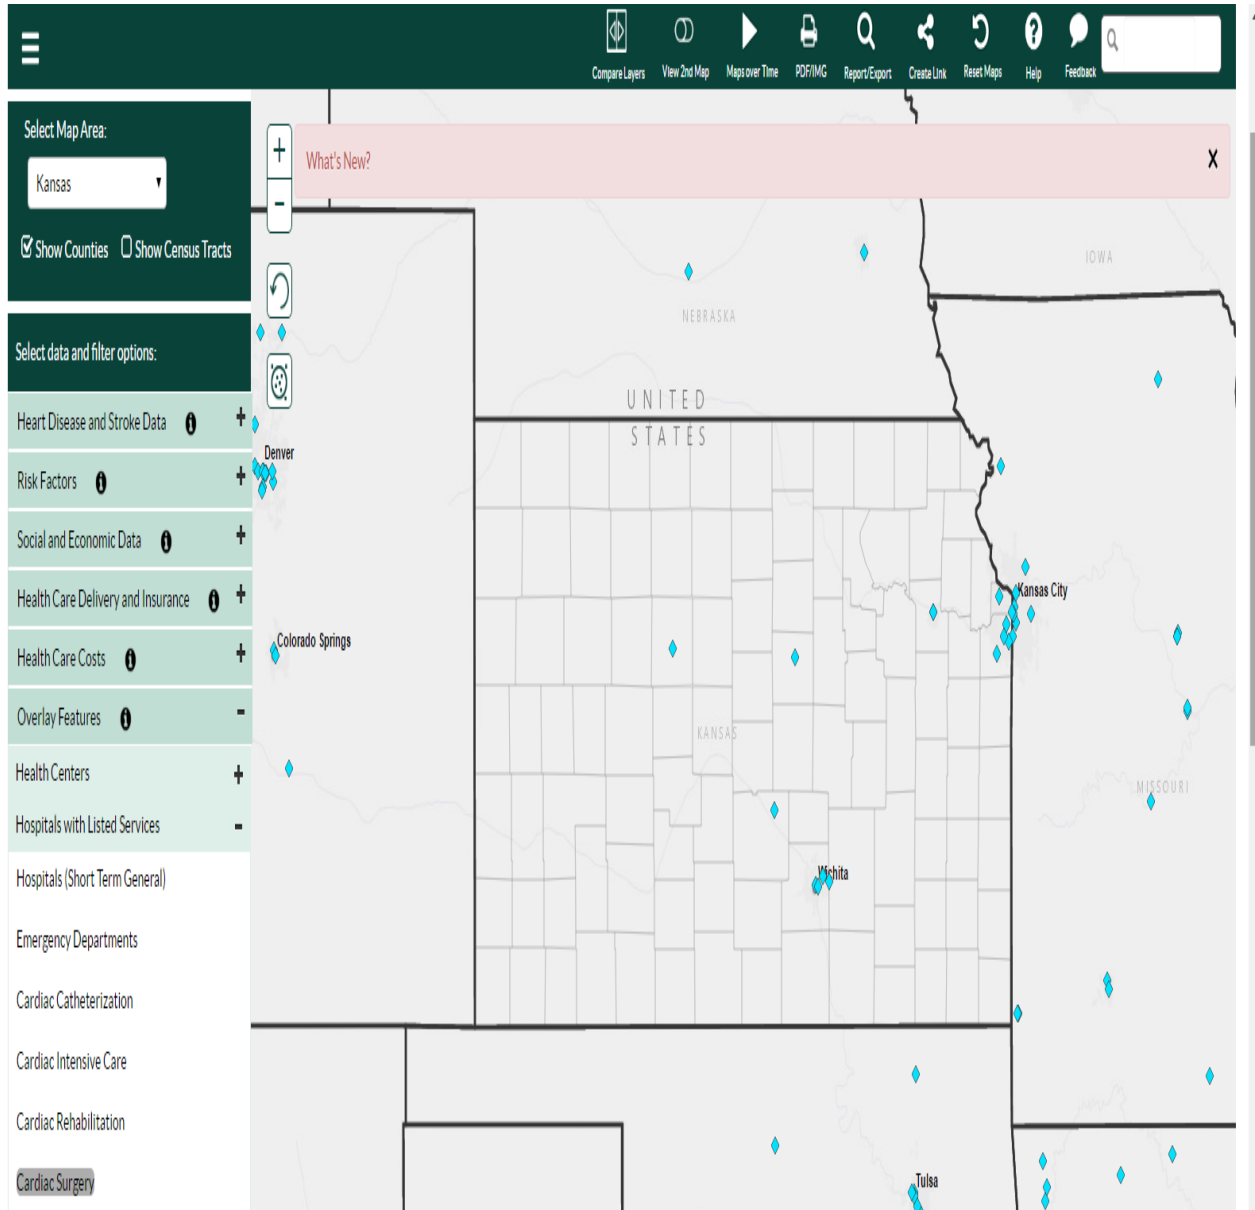 Compare Layers
View 2nd Map
Maps over Time
PDF/IMG
Report/Export
Create Link
Reset Maps
Help
Feedback
Select Map Area:
Kansas
Show Counties
Show Census Tracts
Select data and filter options:
Heart Disease and Stroke Data
Risk Factors
Social and Economic Data
Health Care Delivery and Insurance
Health Care Costs
Overlay Features
Health Centers
Hospitals with Listed Services
Hospitals (Short Term General)
Emergency Departments
Cardiac Catheterization
Cardiac Intensive Care
Cardiac Rehabilitation
Cardiac Surgery
What's New?
X
IOWA
NEBRASKA
UNITED
STATES
Denver
Kansas City
Colorado Springs
KANSAS
MISSOURI
Wichita
Tulsa